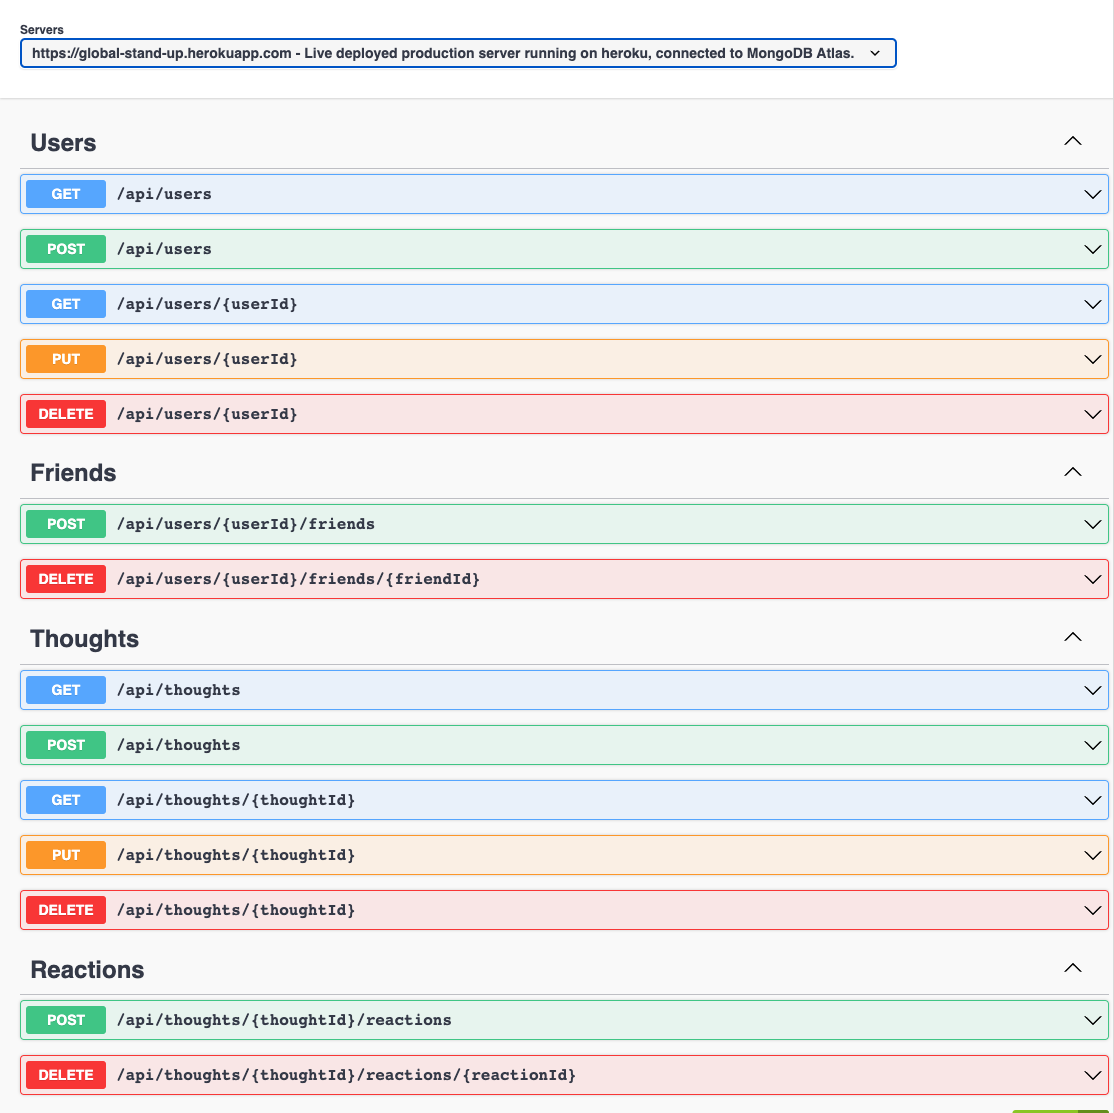 Servers
https://global-stand-up.herokuapp.com - Live deployed production server running on heroku, connected to MongoDB Atlas.
Users
GET /api/users
POST /api/users
GET /api/users/{userId}
PUT /api/users/{userId}
DELETE /api/users/{userId}
Friends
POST /api/users/{userId}/friends
DELETE /api/users/{userId}/friends/{friendId}
Thoughts
GET /api/thoughts
POST /api/thoughts
GET /api/thoughts/{thoughtId}
PUT /api/thoughts/{thoughtId}
DELETE /api/thoughts/{thoughtId}
Reactions
POST /api/thoughts/{thoughtId}/reactions
DELETE /api/thoughts/{thoughtId}/reactions/{reactionId}